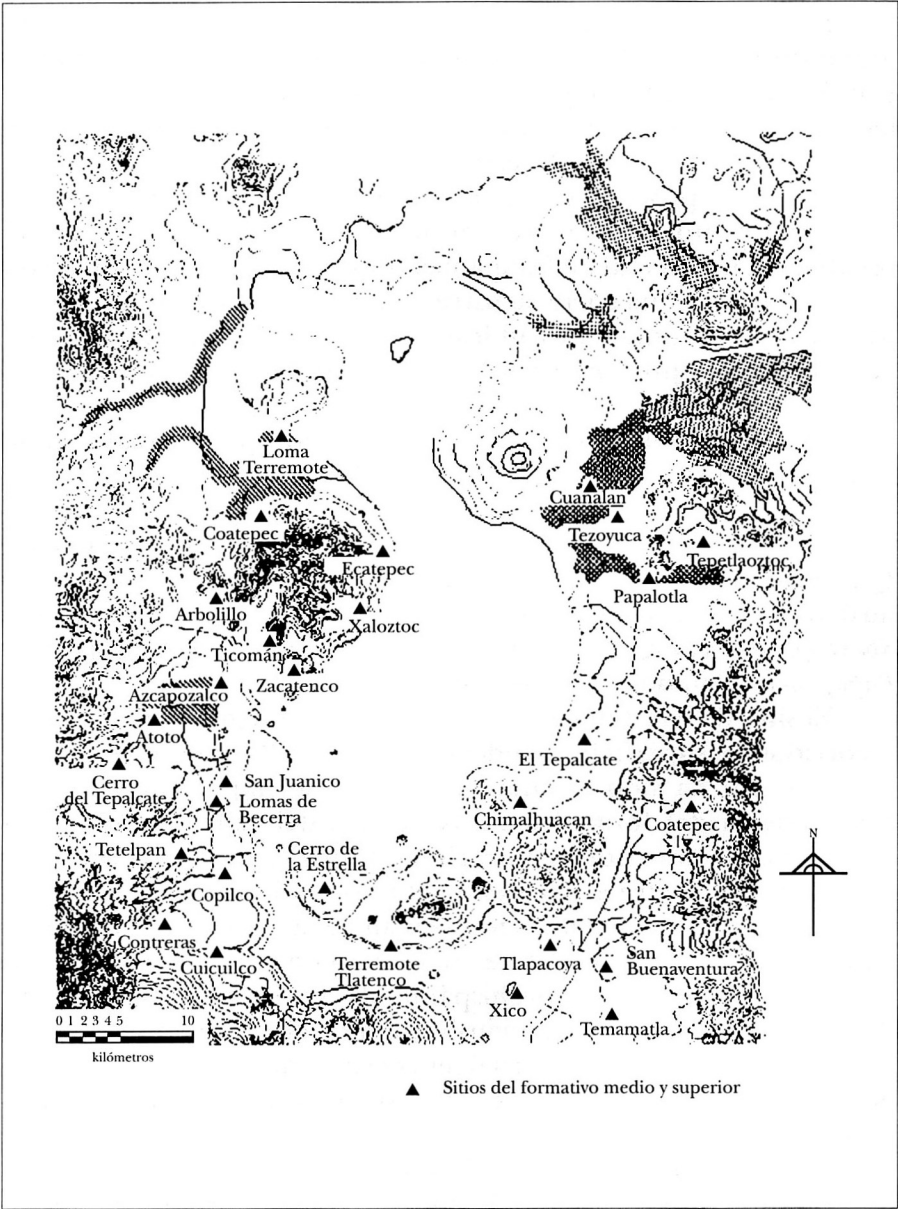 Loma
Terremote
Cuanalan
Coatepec
Tezoyuca
Ecatepec
Tepetlaoztoc
Papalotla
Arbolillo
Xaloztoc
Ticomán
Zacatenco
Azcapozalco
Atoto
El Tepalcate
Cerro
del Tepalcate
San Juanico
Lomas de
Becerra
Chimalhuacan
Coatepec
N
Tetelpan
Cerro de
la Estrella
Copilco
Contreras
Cuicuilco
Terremote
Tlatenco
Tlapacoya
San
Buenaventura
Xico
Temamatla
0 1 2 3 4 5 10
kilómetros
Sitios del formativo medio y superior